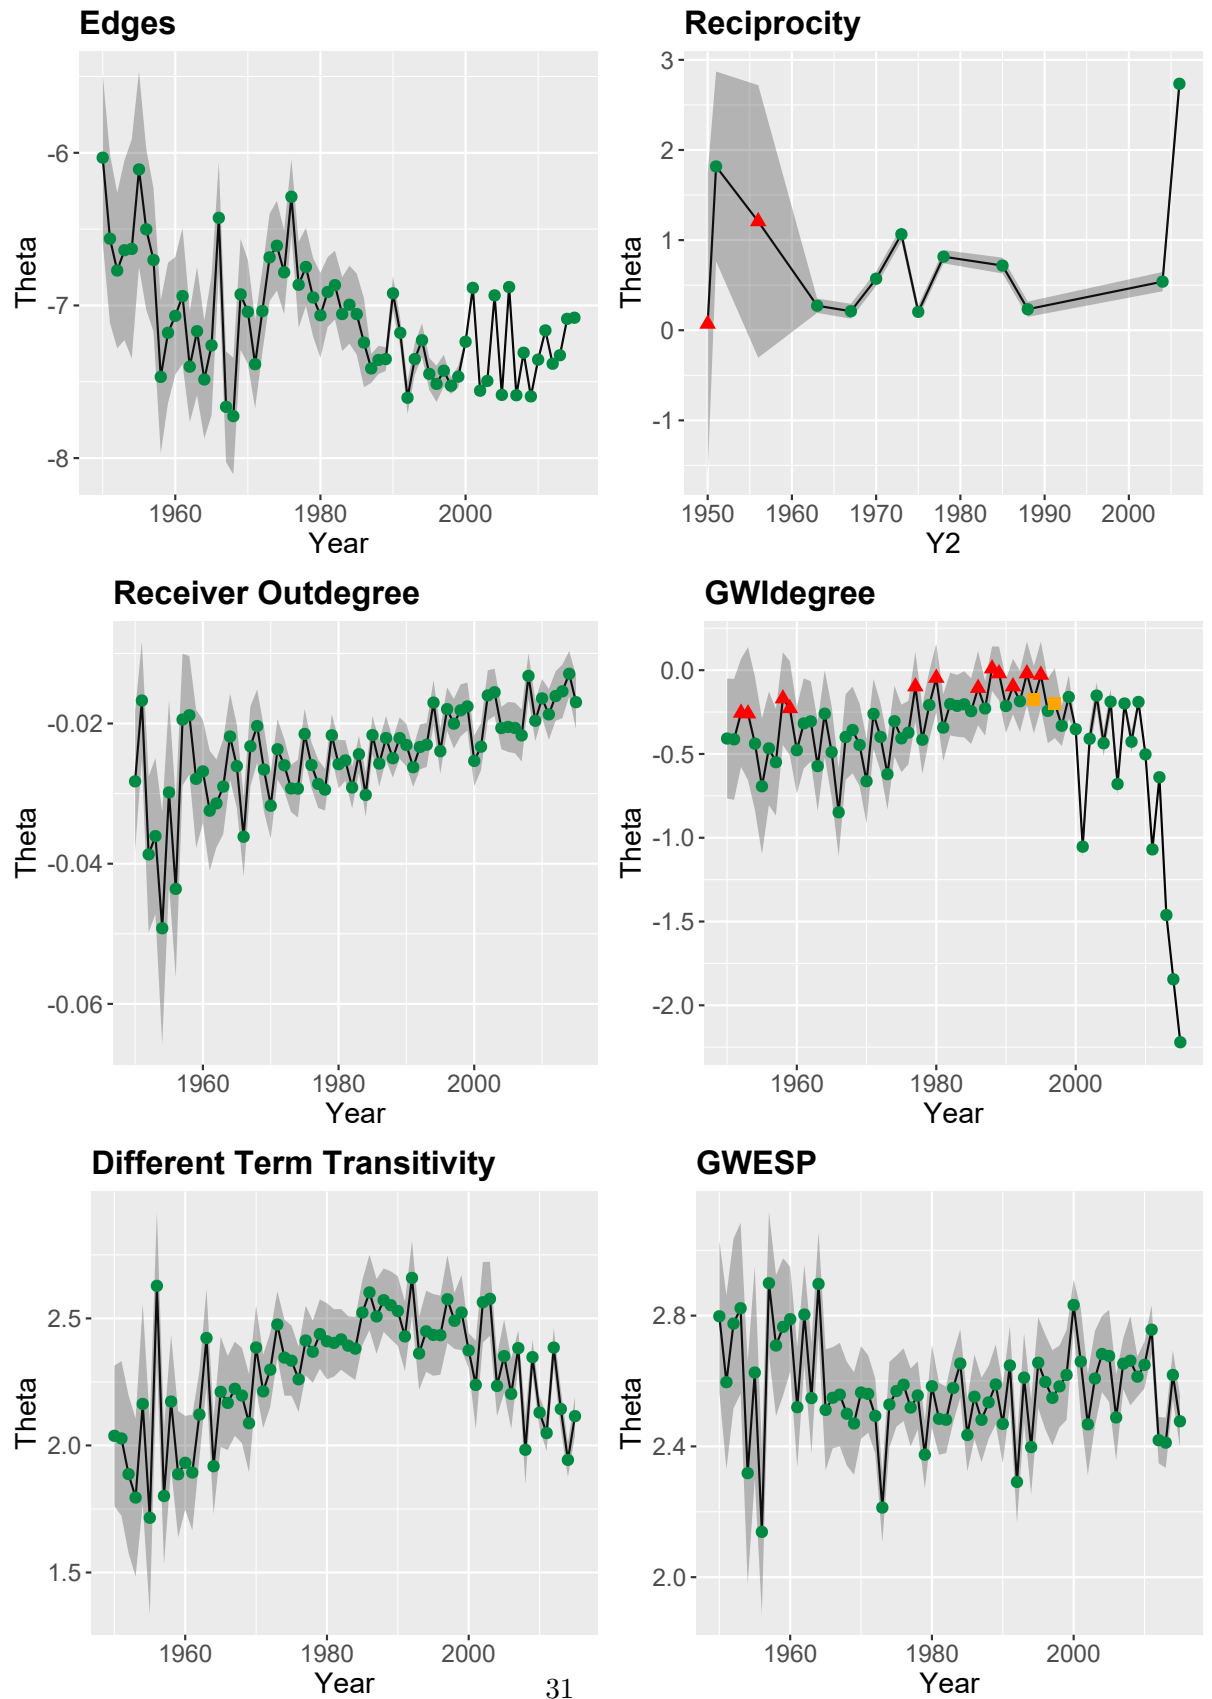 Edges
-6
-7
-8
Theta
1960
1980
2000
Year
Reciprocity
3
2
1
0
-1
Theta
1950
1960
1970
1980
1990
2000
Y2
Receiver Outdegree
-0.02
-0.04
-0.06
Theta
1960
1980
2000
Year
GWIdegree
0.0
-0.5
-1.0
-1.5
-2.0
Theta
1960
1980
2000
Year
Different Term Transitivity
2.5
2.0
1.5
Theta
1960
1980
2000
Year
GWESP
2.8
2.4
2.0
Theta
1960
1980
2000
Year
31